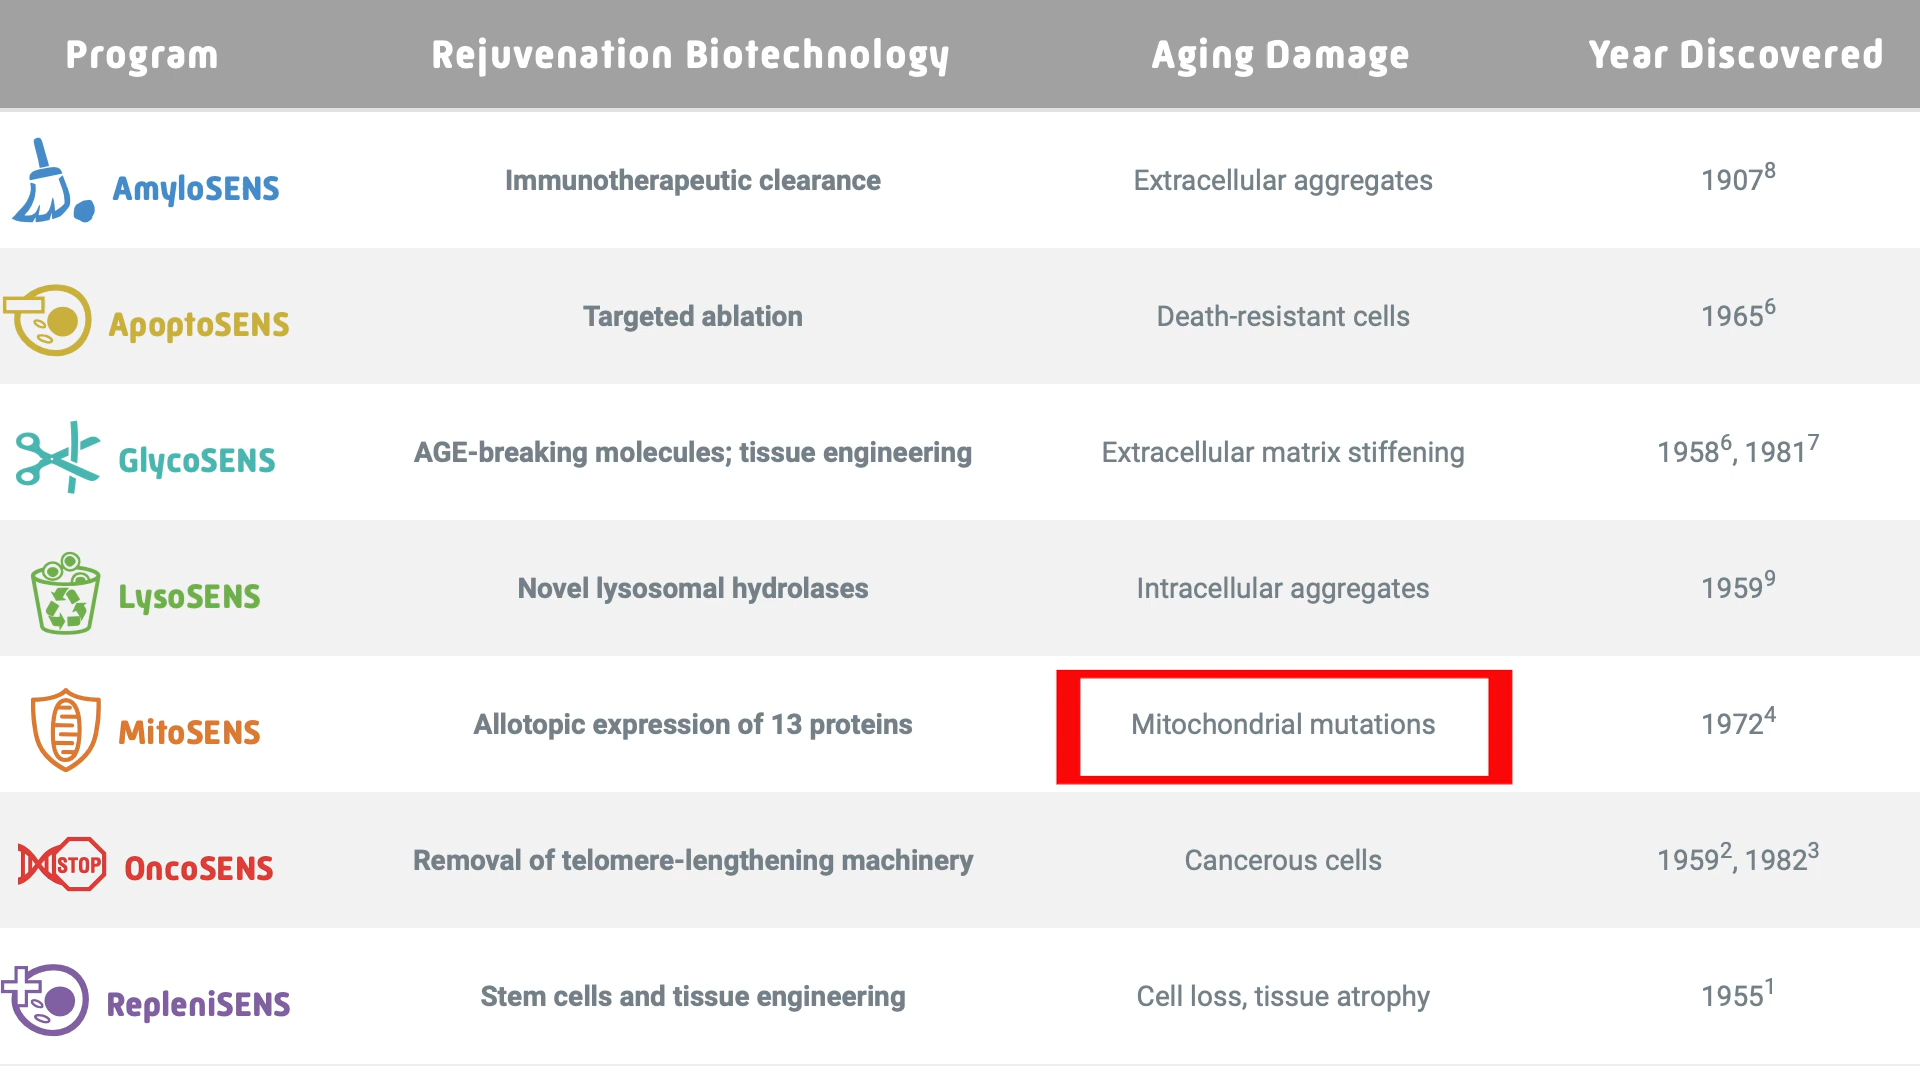 Program Rejuvenation Biotechnology Aging Damage Year Discovered
AmyloSENS Immunotherapeutic clearance Extracellular aggregates 1907⁸
ApoptoSENS Targeted ablation Death-resistant cells 1965⁶
GlycoSENS AGE-breaking molecules; tissue engineering Extracellular matrix stiffening 1958⁶, 1981⁷
LysoSENS Novel lysosomal hydrolases Intracellular aggregates 1959⁹
MitoSENS Allotopic expression of 13 proteins Mitochondrial mutations 1972⁴
STOP OncoSENS Removal of telomere-lengthening machinery Cancerous cells 1959², 1982³
RepleniSENS Stem cells and tissue engineering Cell loss, tissue atrophy 1955¹